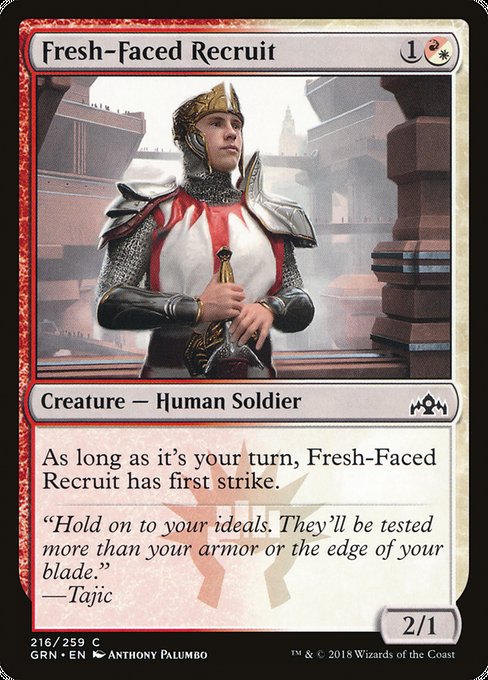 Fresh-Faced Recruit 1
Creature — Human Soldier
As long as it's your turn, Fresh-Faced
Recruit has first strike.
“Hold on to your ideals. They'll be tested
more than your armor or the edge of your
blade.”
—Tajic
2/1
216/259 C
GRN • EN Anthony Palumbo
™ & © 2018 Wizards of the Coast